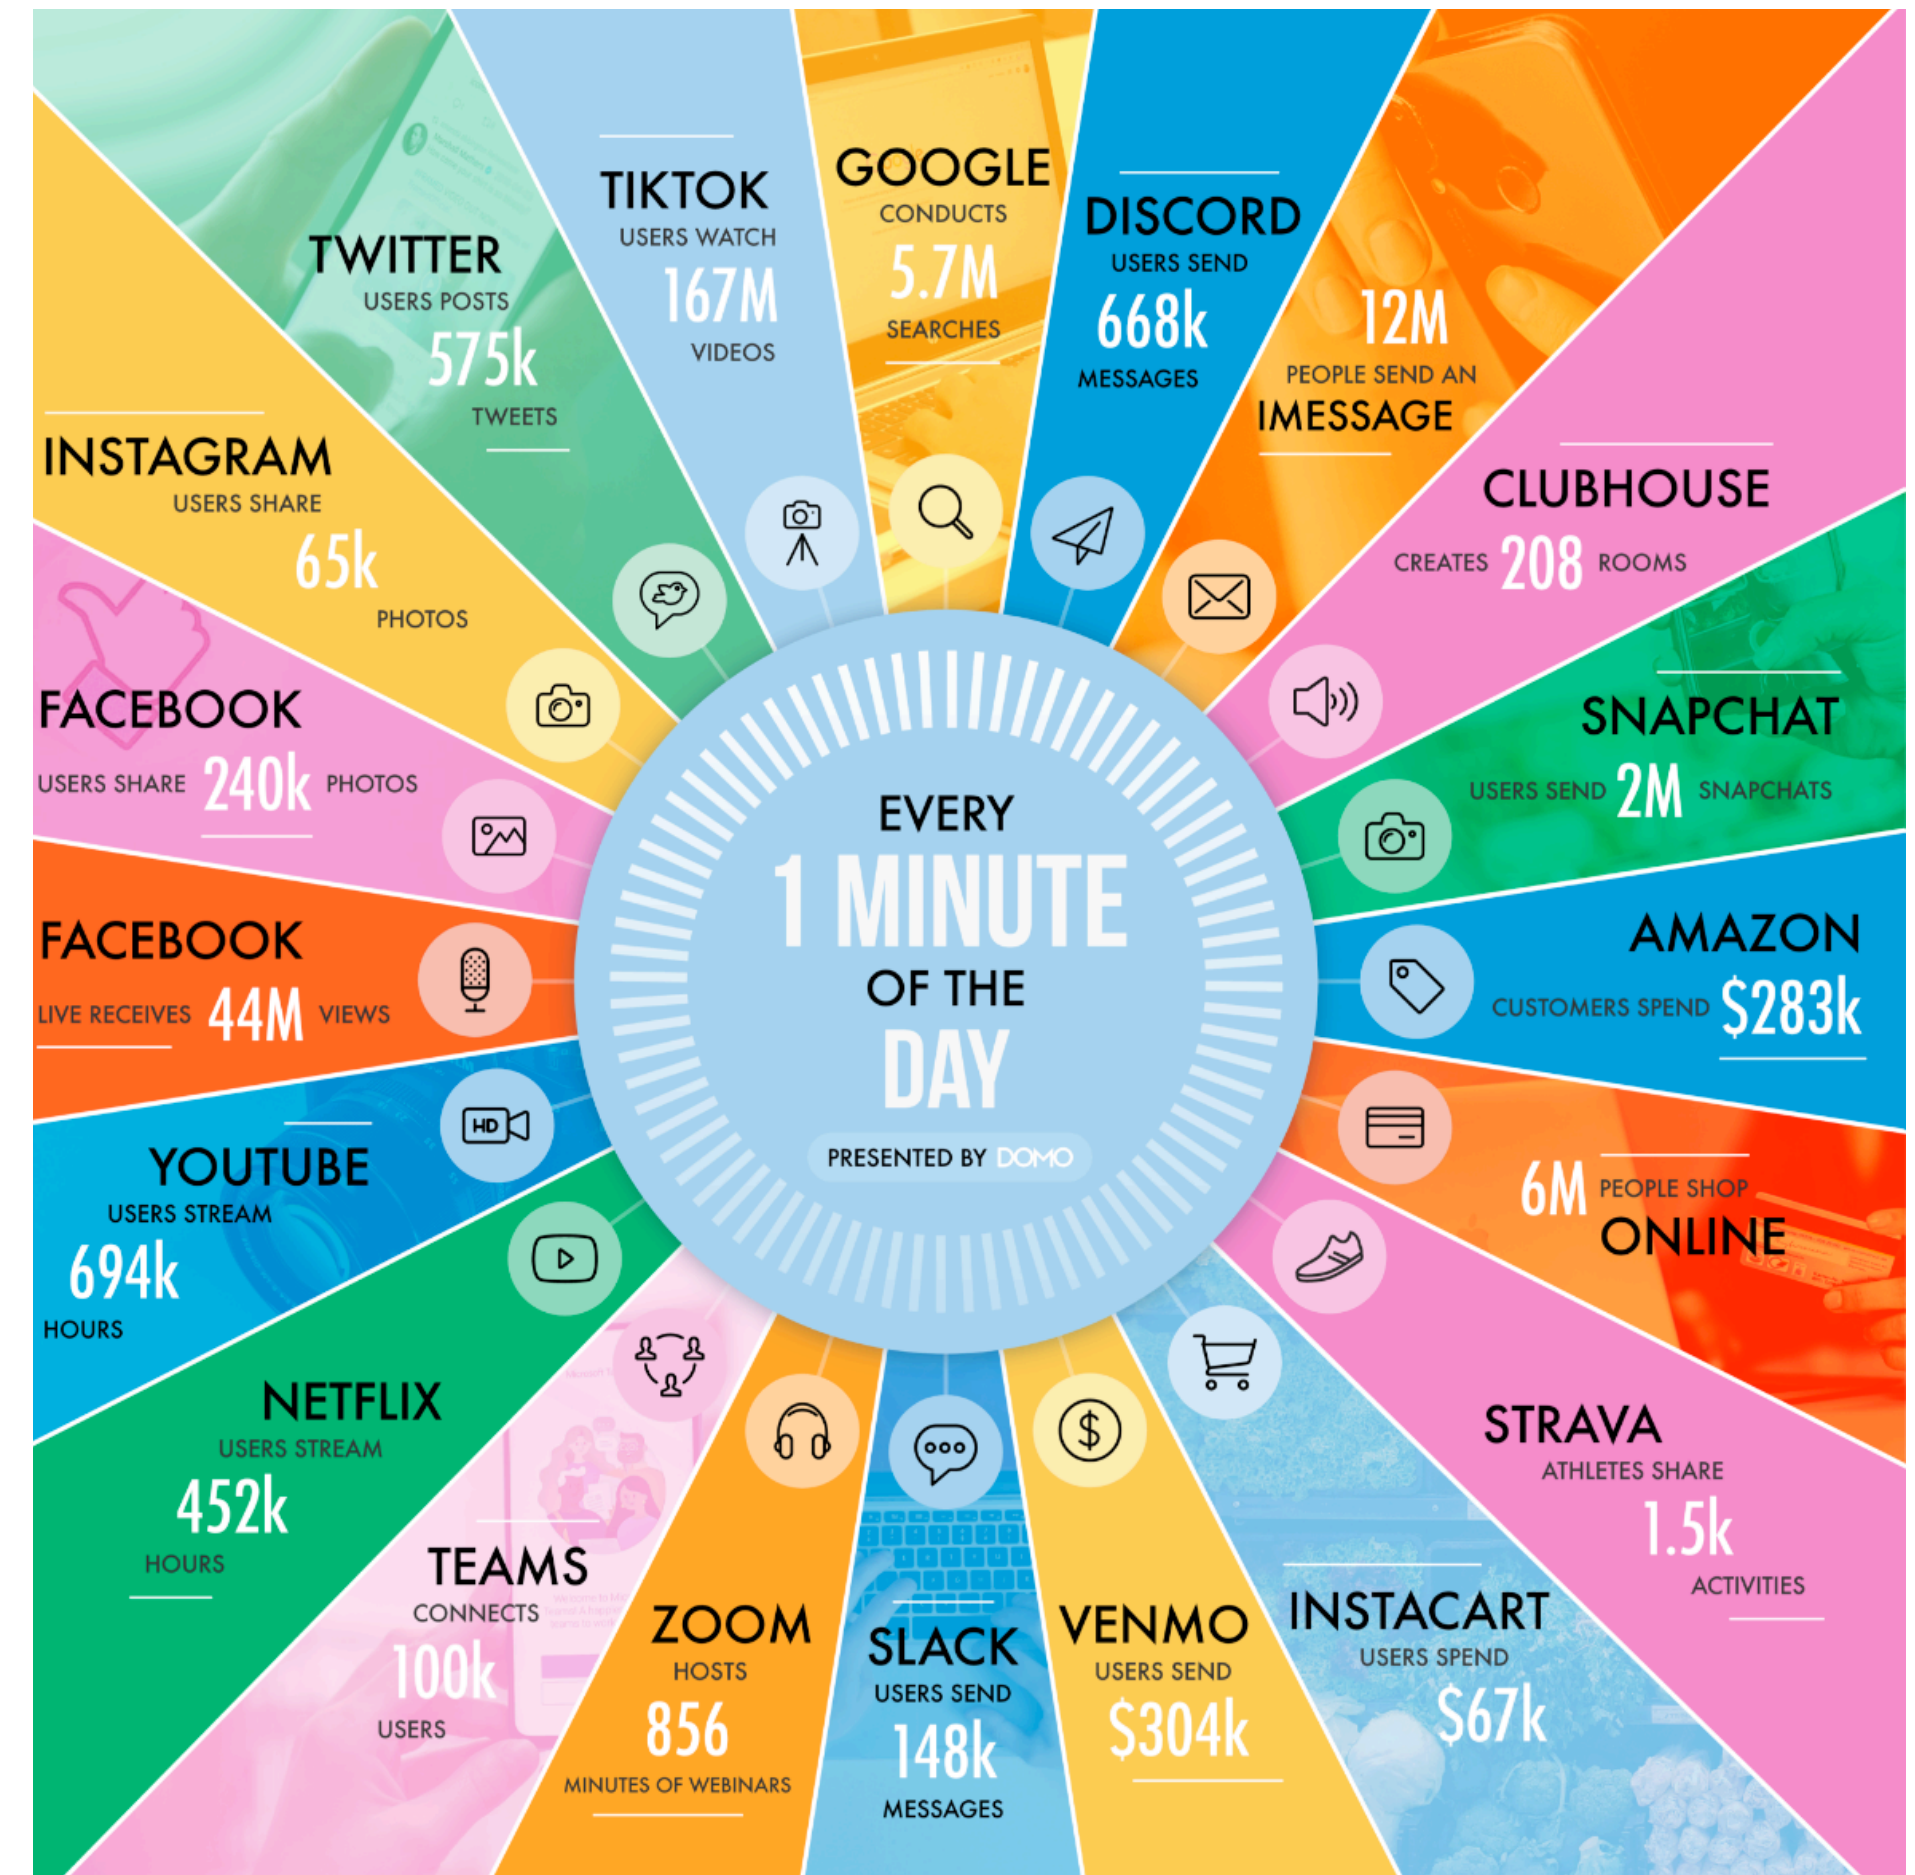 GOOGLE
CONDUCTS
5.7M
SEARCHES
DISCORD
USERS SEND
668k
MESSAGES
12M
PEOPLE SEND AN
IMESSAGE
CLUBHOUSE
CREATES 208 ROOMS
SNAPCHAT
USERS SEND 2M SNAPCHATS
AMAZON
CUSTOMERS SPEND $283k
6M PEOPLE SHOP
ONLINE
STRAVA
ATHLETES SHARE
1.5k
ACTIVITIES
INSTACART
USERS SPEND
$67k
VENMO
USERS SEND
$304k
SLACK
USERS SEND
148k
MESSAGES
ZOOM
HOSTS
856
MINUTES OF WEBINARS
TEAMS
CONNECTS
100k
USERS
NETFLIX
USERS STREAM
452k
HOURS
YOUTUBE
USERS STREAM
694k
HOURS
HD
FACEBOOK
LIVE RECEIVES 44M VIEWS
FACEBOOK
USERS SHARE 240k PHOTOS
INSTAGRAM
USERS SHARE
65k
PHOTOS
TWITTER
USERS POSTS
575k
TWEETS
TIKTOK
USERS WATCH
167M
VIDEOS
EVERY
1 MINUTE
OF THE
DAY
PRESENTED BY DOMO